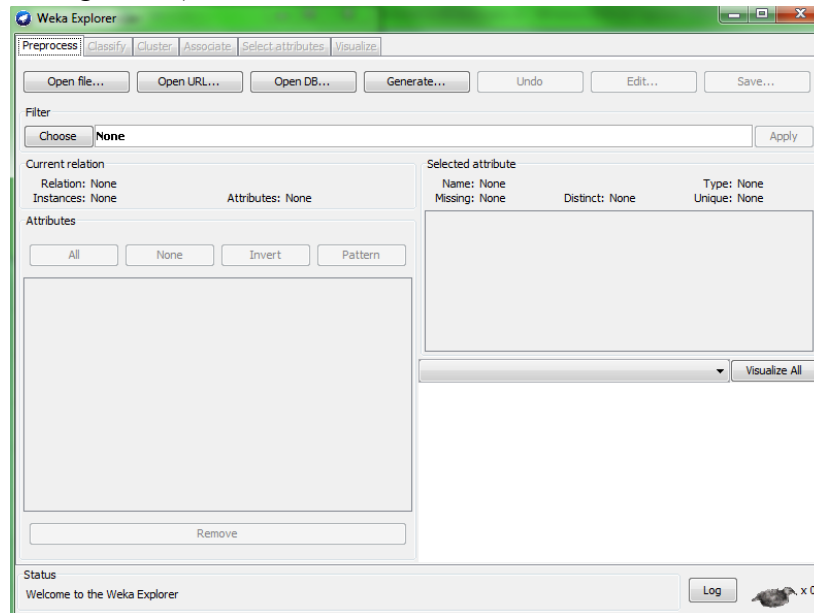 Weka Explorer
Preprocess Classify Cluster Associate Select attributes Visualize
Open file... Open URL... Open DB... Generate... Undo Edit... Save...
Filter
Choose None Apply
Current relation
Relation: None
Instances: None Attributes: None
Selected attribute
Name: None Type: None
Missing: None Distinct: None Unique: None
Attributes
All None Invert Pattern
Visualize All
Remove
Status
Welcome to the Weka Explorer
Log x 0